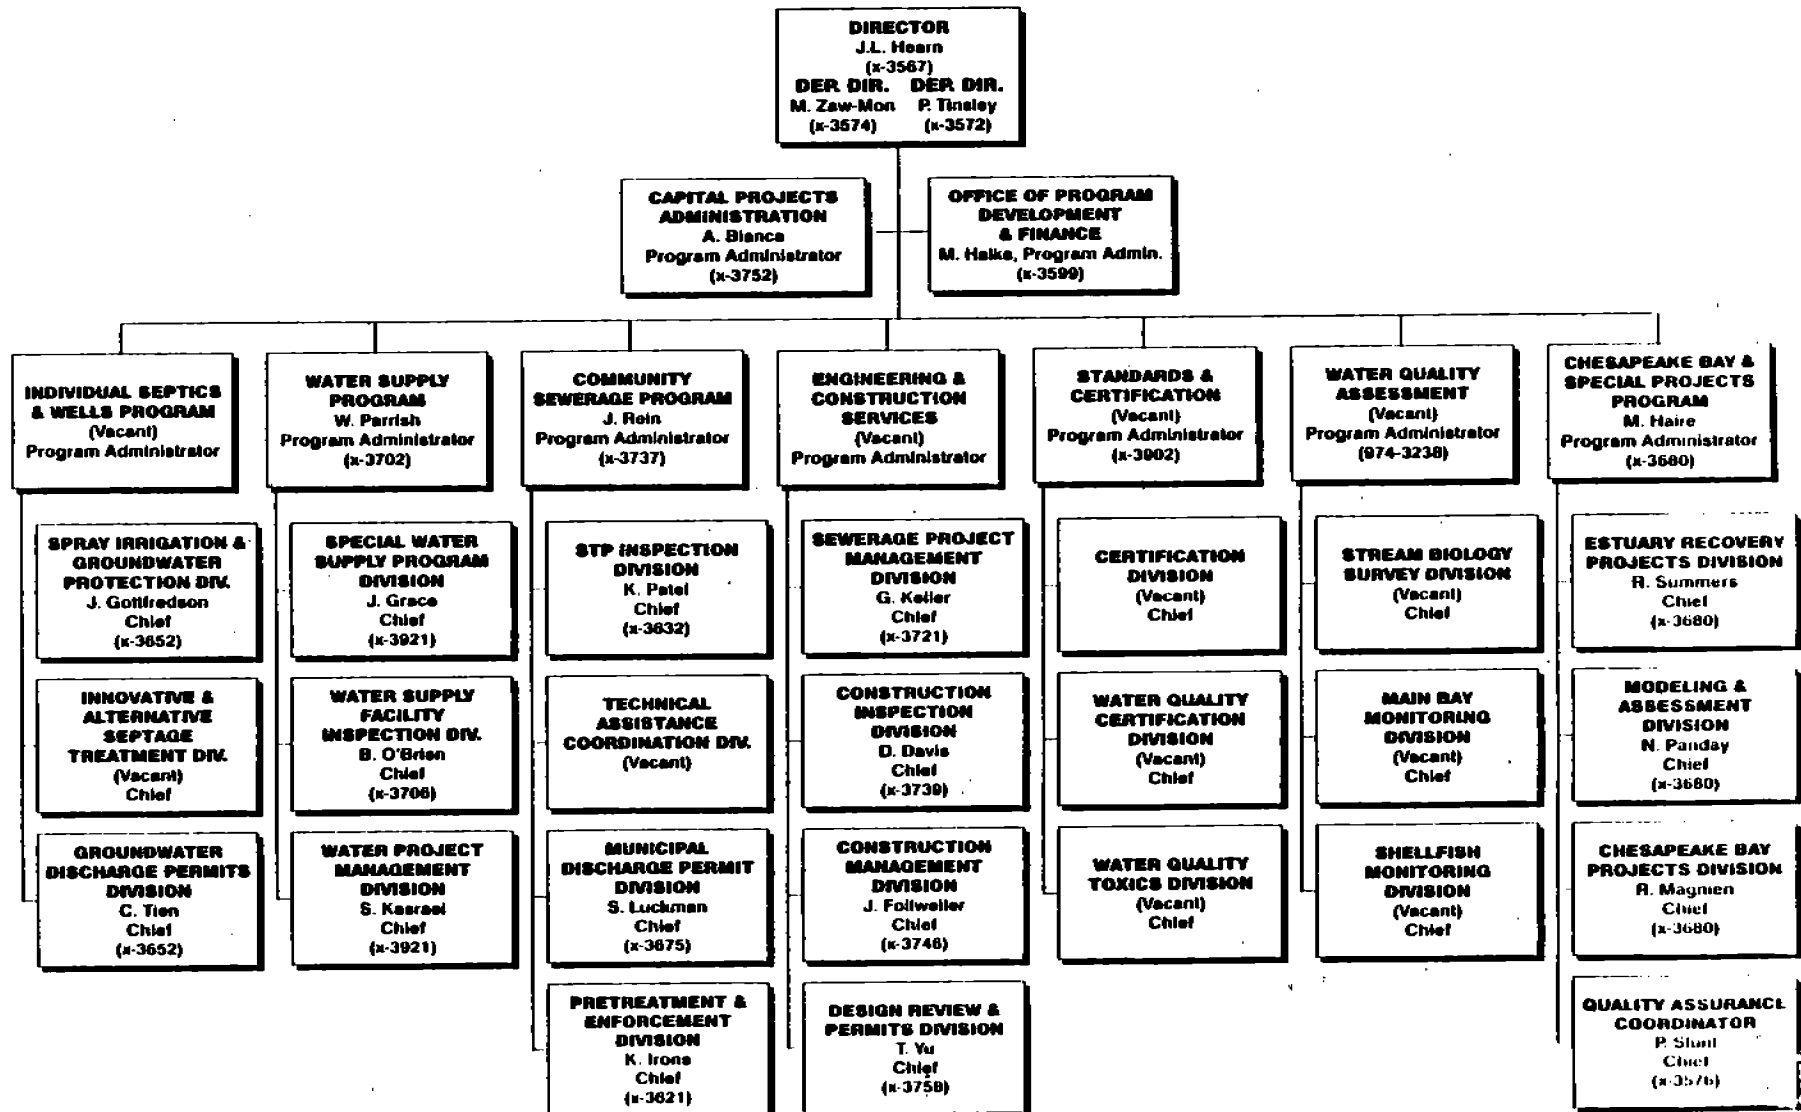 DIRECTOR
J.L. Hearn
(x-3567)
DEP. DIR. DEP. DIR.
M. Zaw-Mon P. Tinsley
(x-3574) (x-3572)
CAPITAL PROJECTS
ADMINISTRATION
A. Bianca
Program Administrator
(x-3752)
OFFICE OF PROGRAM
DEVELOPMENT
& FINANCE
M. Halka, Program Admin.
(x-3599)
INDIVIDUAL SEPTICS
& WELLS PROGRAM
(Vacant)
Program Administrator
WATER SUPPLY
PROGRAM
W. Parrish
Program Administrator
(x-3702)
COMMUNITY
SEWERAGE PROGRAM
J. Rein
Program Administrator
(x-3737)
ENGINEERING &
CONSTRUCTION
SERVICES
(Vacant)
Program Administrator
STANDARDS &
CERTIFICATION
(Vacant)
Program Administrator
(x-3902)
WATER QUALITY
ASSESSMENT
(Vacant)
Program Administrator
(974-3238)
CHESAPEAKE BAY &
SPECIAL PROJECTS
PROGRAM
M. Haire
Program Administrator
(x-3680)
SPRAY IRRIGATION &
GROUNDWATER
PROTECTION DIV.
J. Gottfredson
Chief
(x-3652)
SPECIAL WATER
SUPPLY PROGRAM
DIVISION
J. Grace
Chief
(x-3921)
STP INSPECTION
DIVISION
K. Patel
Chief
(x-3632)
SEWERAGE PROJECT
MANAGEMENT
DIVISION
G. Keller
Chief
(x-3721)
CERTIFICATION
DIVISION
(Vacant)
Chief
STREAM BIOLOGY
SURVEY DIVISION
(Vacant)
Chief
ESTUARY RECOVERY
PROJECTS DIVISION
R. Summers
Chief
(x-3680)
INNOVATIVE &
ALTERNATIVE
SEPTAGE
TREATMENT DIV.
(Vacant)
Chief
WATER SUPPLY
FACILITY
INSPECTION DIV.
B. O'Brien
Chief
(x-3706)
TECHNICAL
ASSISTANCE
COORDINATION DIV.
(Vacant)
CONSTRUCTION
INSPECTION
DIVISION
D. Davis
Chief
(x-3739)
WATER QUALITY
CERTIFICATION
DIVISION
(Vacant)
Chief
MAIN BAY
MONITORING
DIVISION
(Vacant)
Chief
MODELING &
ASSESSMENT
DIVISION
N. Panday
Chief
(x-3680)
GROUNDWATER
DISCHARGE PERMITS
DIVISION
C. Tien
Chief
(x-3652)
WATER PROJECT
MANAGEMENT
DIVISION
S. Kasraei
Chief
(x-3921)
MUNICIPAL
DISCHARGE PERMIT
DIVISION
S. Luckman
Chief
(x-3675)
CONSTRUCTION
MANAGEMENT
DIVISION
J. Follweiler
Chief
(x-3746)
WATER QUALITY
TOXICS DIVISION
(Vacant)
Chief
SHELLFISH
MONITORING
DIVISION
(Vacant)
Chief
CHESAPEAKE BAY
PROJECTS DIVISION
R. Magnien
Chief
(x-3680)
PRETREATMENT &
ENFORCEMENT
DIVISION
K. Irons
Chief
(x-3621)
DESIGN REVIEW &
PERMITS DIVISION
T. Yu
Chief
(x-3758)
QUALITY ASSURANCE
COORDINATOR
P.
Chief
(x-3576)